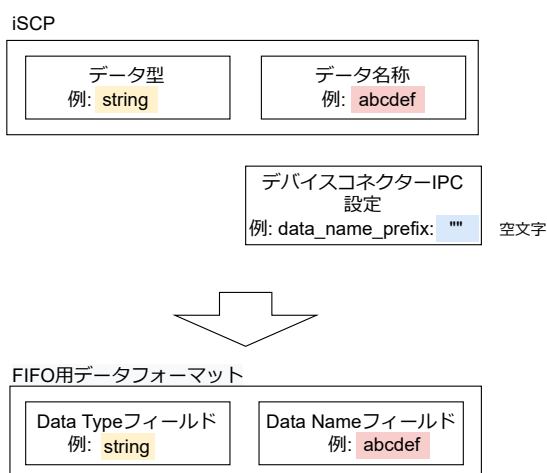 iSCP
データ型
例: string
データ名称
例: abcdef
デバイスコネクターIPC
設定
例: data_name_prefix: ""
空文字
FIFO用データフォーマット
Data Typeフィールド
例: string
Data Nameフィールド
例: abcdef